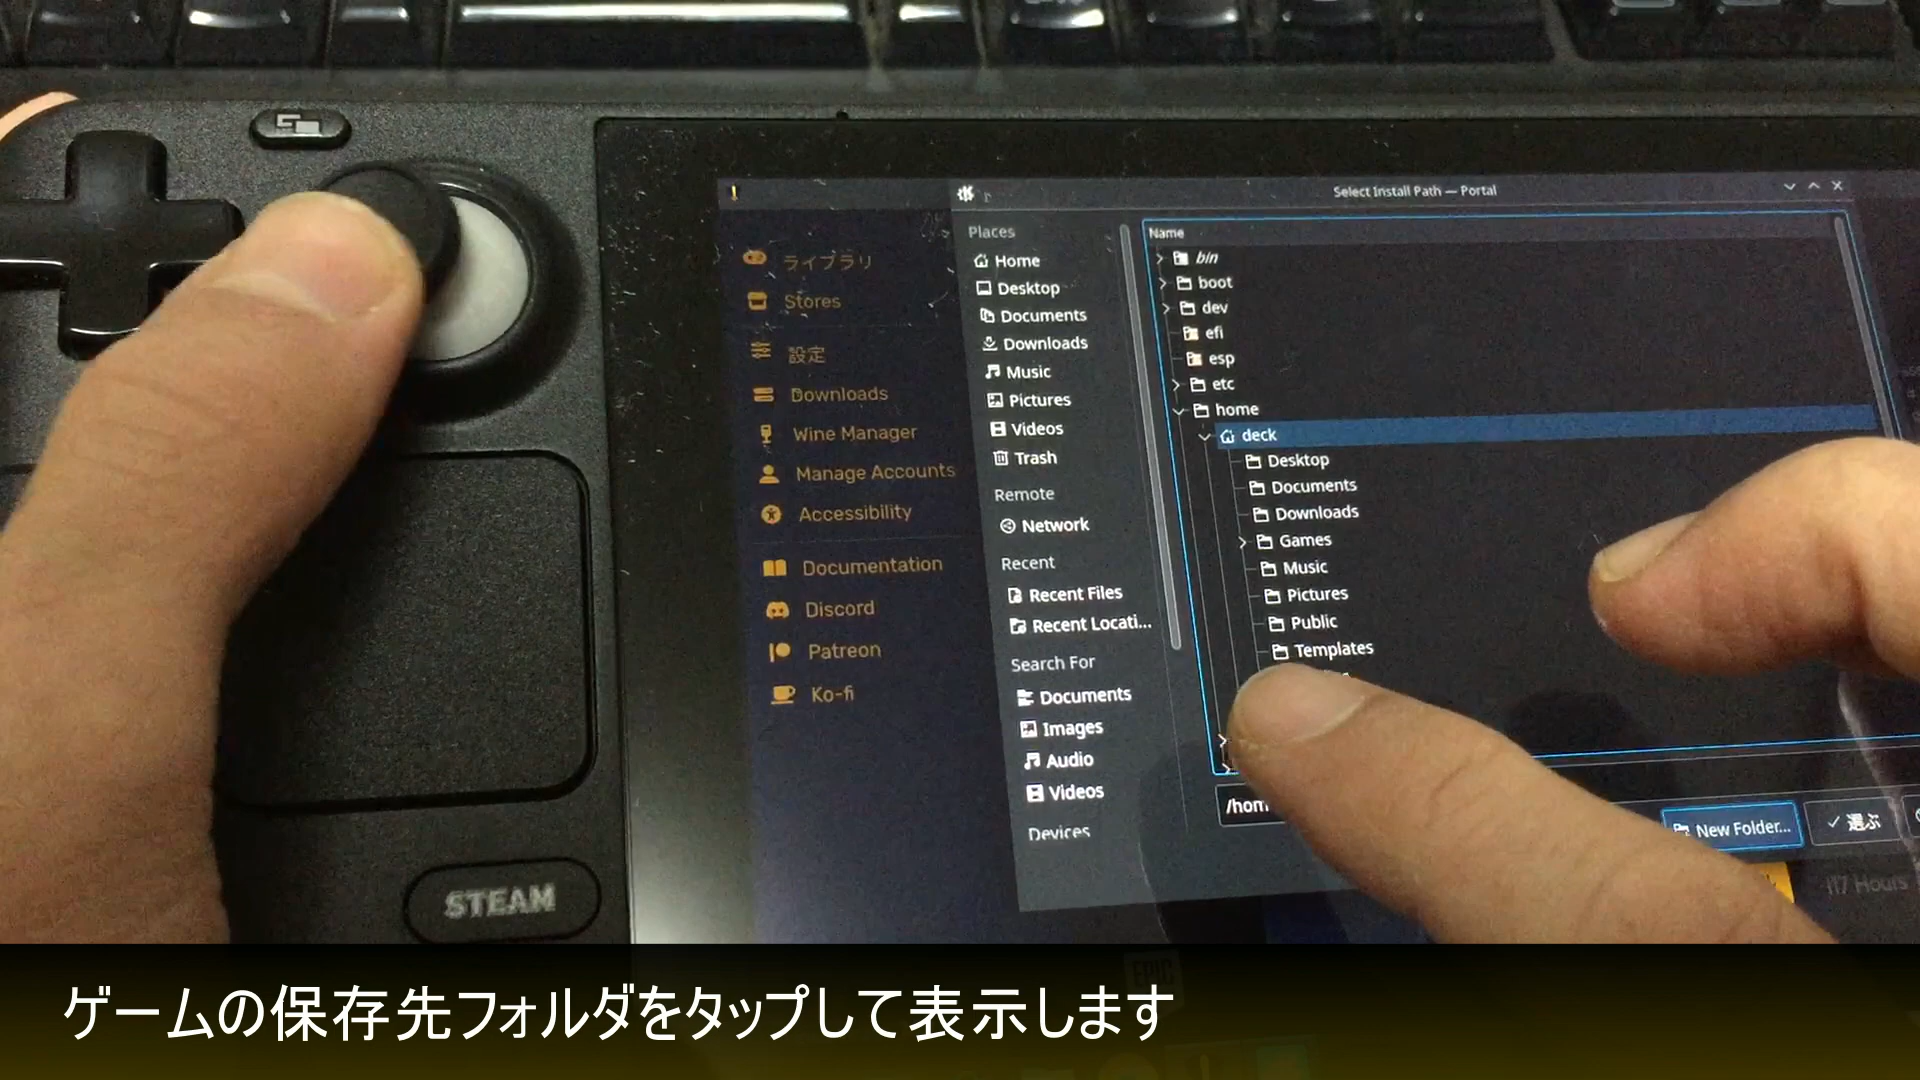 Select Install Path — Portal
ライブラリ
Stores
設定
Downloads
Wine Manager
Manage Accounts
Accessibility
Documentation
Discord
Patreon
Ko-fi
Places
Home
Desktop
Documents
Downloads
Music
Pictures
Videos
Trash
Remote
Network
Recent
Recent Files
Recent Locati...
Search For
Documents
Images
Audio
Videos
Devices
Name
bin
boot
dev
efi
esp
etc
home
deck
Desktop
Documents
Downloads
Games
Music
Pictures
Public
Templates
/hom
New Folder...
選ぶ
117 Hours
STEAM
EPIC
ゲームの保存先フォルダをタップして表示します